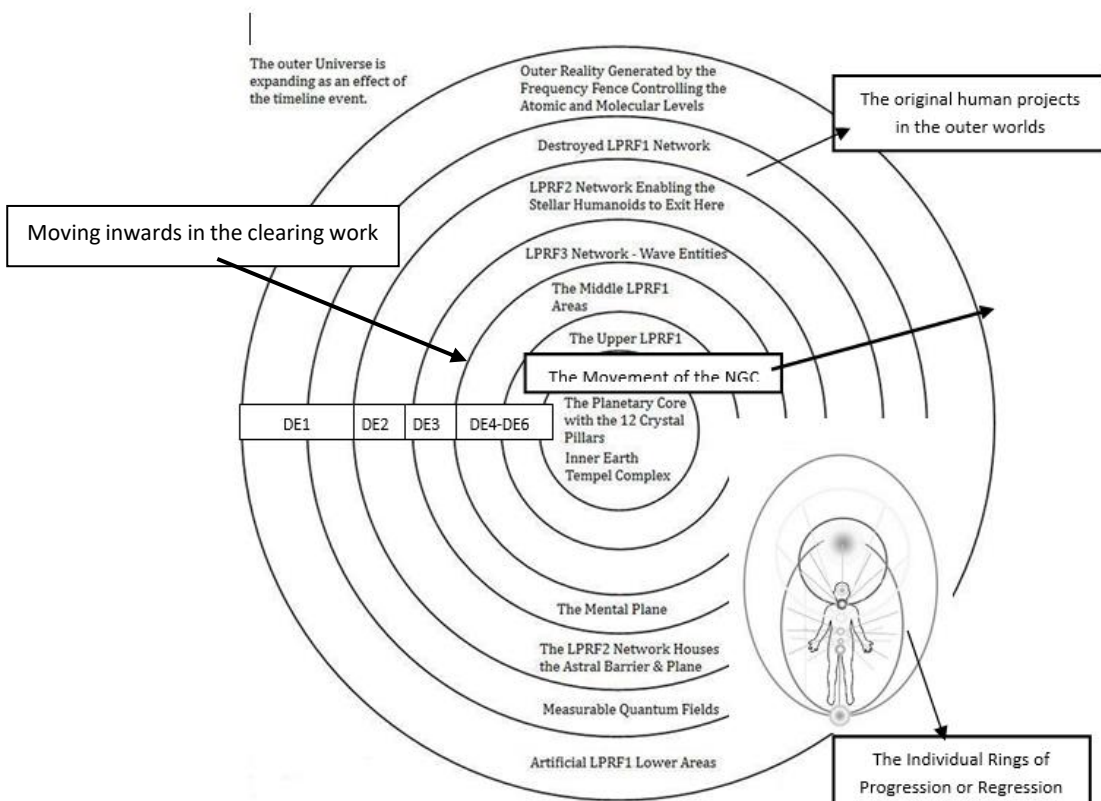 The outer Universe is
expanding as an effect of
the timeline event.
Outer Reality Generated by the
Frequency Fence Controlling the
Atomic and Molecular Levels
The original human projects
in the outer worlds
Destroyed LPRF1 Network
LPRF2 Network Enabling the
Stellar Humanoids to Exit Here
Moving inwards in the clearing work
LPRF3 Network - Wave Entities
The Middle LPRF1
Areas
The Upper LPRF1
The Movement of the NGC
DE1
DE2
DE3
DE4-DE6
The Planetary Core
with the 12 Crystal
Pillars
Inner Earth
Tempel Complex
The Mental Plane
The LPRF2 Network Houses
the Astral Barrier & Plane
Measurable Quantum Fields
Artificial LPRF1 Lower Areas
The Individual Rings of
Progression or Regression